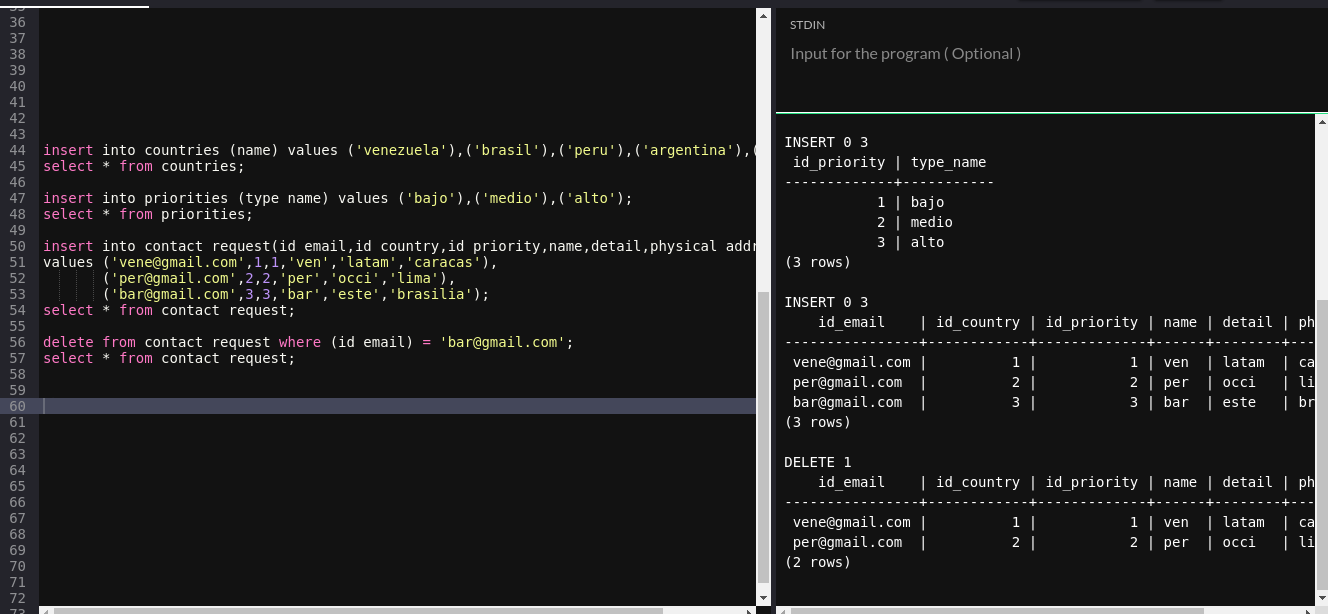 36
37
38
39
40
41
42
43
44 insert into countries (name) values ('venezuela'),('brasil'),('peru'),('argentina'),(
45 select * from countries;
46
47 insert into priorities (type name) values ('bajo'),('medio'),('alto');
48 select * from priorities;
49
50 insert into contact request(id email,id country,id priority,name,detail,physical addr
51 values ('vene@gmail.com',1,1,'ven','latam','caracas'),
52 ('per@gmail.com',2,2,'per','occi','lima'),
53 ('bar@gmail.com',3,3,'bar','este','brasilia');
54 select * from contact request;
55
56 delete from contact request where (id email) = 'bar@gmail.com';
57 select * from contact request;
58
59
60
61
62
63
64
65
66
67
68
69
70
71
72
STDIN
Input for the program ( Optional )
INSERT 0 3
id_priority | type_name
-------------+-----------
1 | bajo
2 | medio
3 | alto
(3 rows)
INSERT 0 3
id_email | id_country | id_priority | name | detail | ph
----------------+------------+-------------+------+--------+---
vene@gmail.com | 1 | 1 | ven | latam | ca
per@gmail.com | 2 | 2 | per | occi | li
bar@gmail.com | 3 | 3 | bar | este | br
(3 rows)
DELETE 1
id_email | id_country | id_priority | name | detail | ph
----------------+------------+-------------+------+--------+---
vene@gmail.com | 1 | 1 | ven | latam | ca
per@gmail.com | 2 | 2 | per | occi | li
(2 rows)